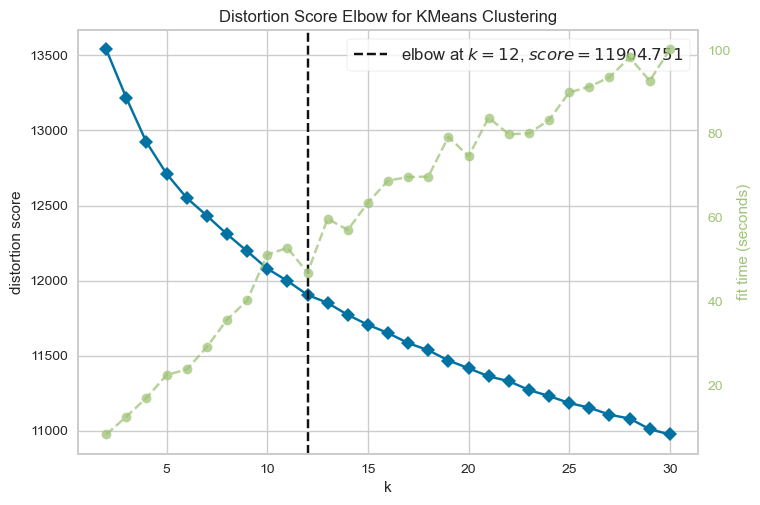 Distortion Score Elbow for KMeans Clustering
elbow at k = 12, score = 11904.751
distortion score
13500
13000
12500
12000
11500
11000
5 10 15 20 25 30
k
100
80
60
40
20
fit time (seconds)